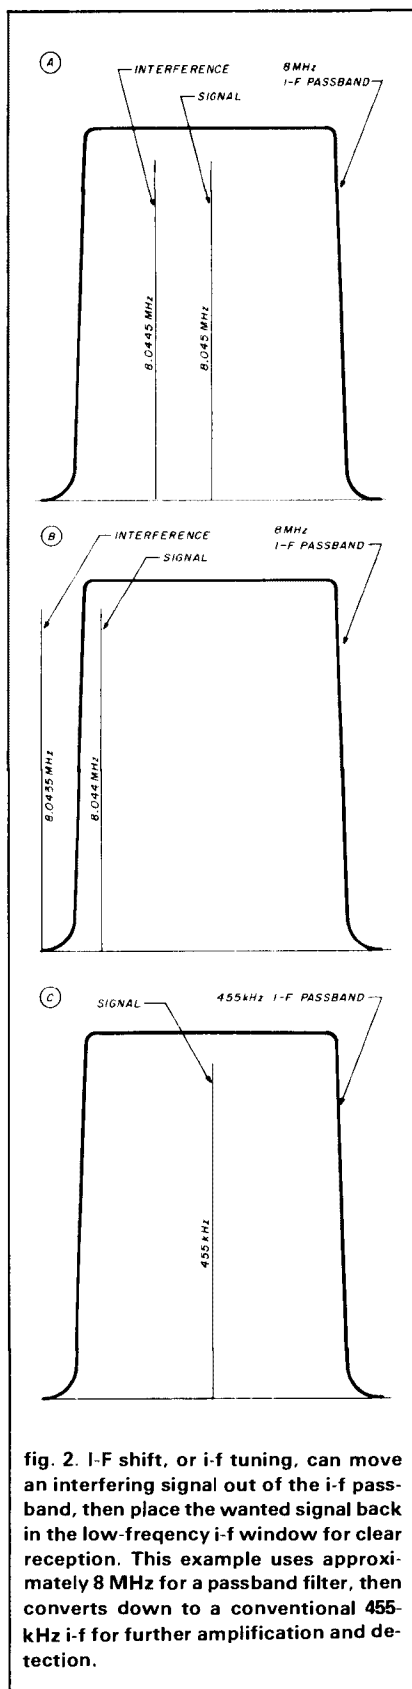 A
INTERFERENCE
SIGNAL
8MHz
I-F PASSBAND
8.0445 MHz
8.045 MHz
B
INTERFERENCE
SIGNAL
8MHz
I-F PASSBAND
8.0435 MHz
8.044 MHz
C
SIGNAL
455kHz I-F PASSBAND
455 kHz
fig. 2. I-F shift, or i-f tuning, can move
an interfering signal out of the i-f pass-
band, then place the wanted signal back
in the low-freqency i-f window for clear
reception. This example uses approxi-
mately 8 MHz for a passband filter, then
converts down to a conventional 455-
kHz i-f for further amplification and de-
tection.